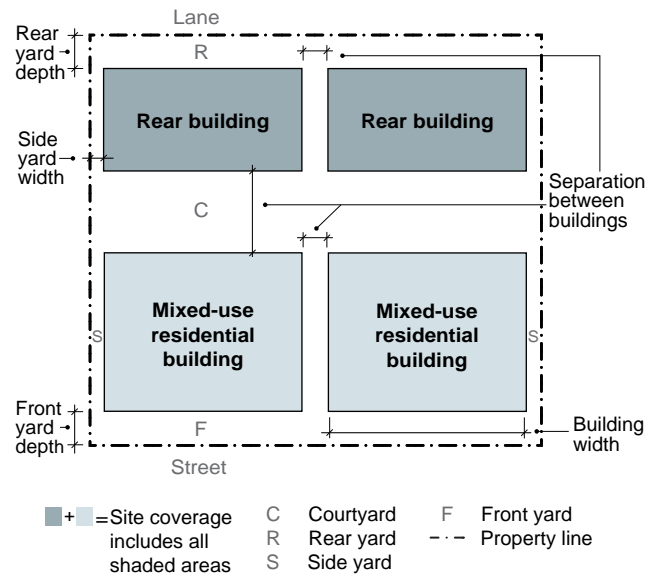 Lane
Rear
yard
depth
R
Rear building
Rear building
Side
yard
width
Separation
between
buildings
C
Mixed-use
residential
building
Mixed-use
residential
building
S
S
Front
yard
depth
F
Building
width
Street
+ = Site coverage
includes all
shaded areas
C Courtyard
R Rear yard
S Side yard
F Front yard
Property line